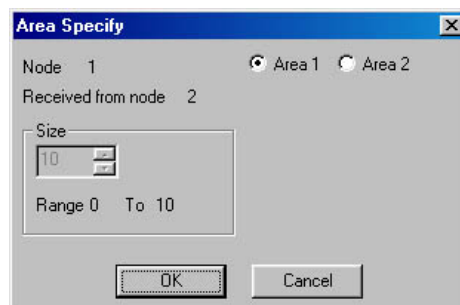 Area Specify
Node 1
Area 1 Area 2
Received from node 2
Size
10
Range 0 To 10
OK Cancel